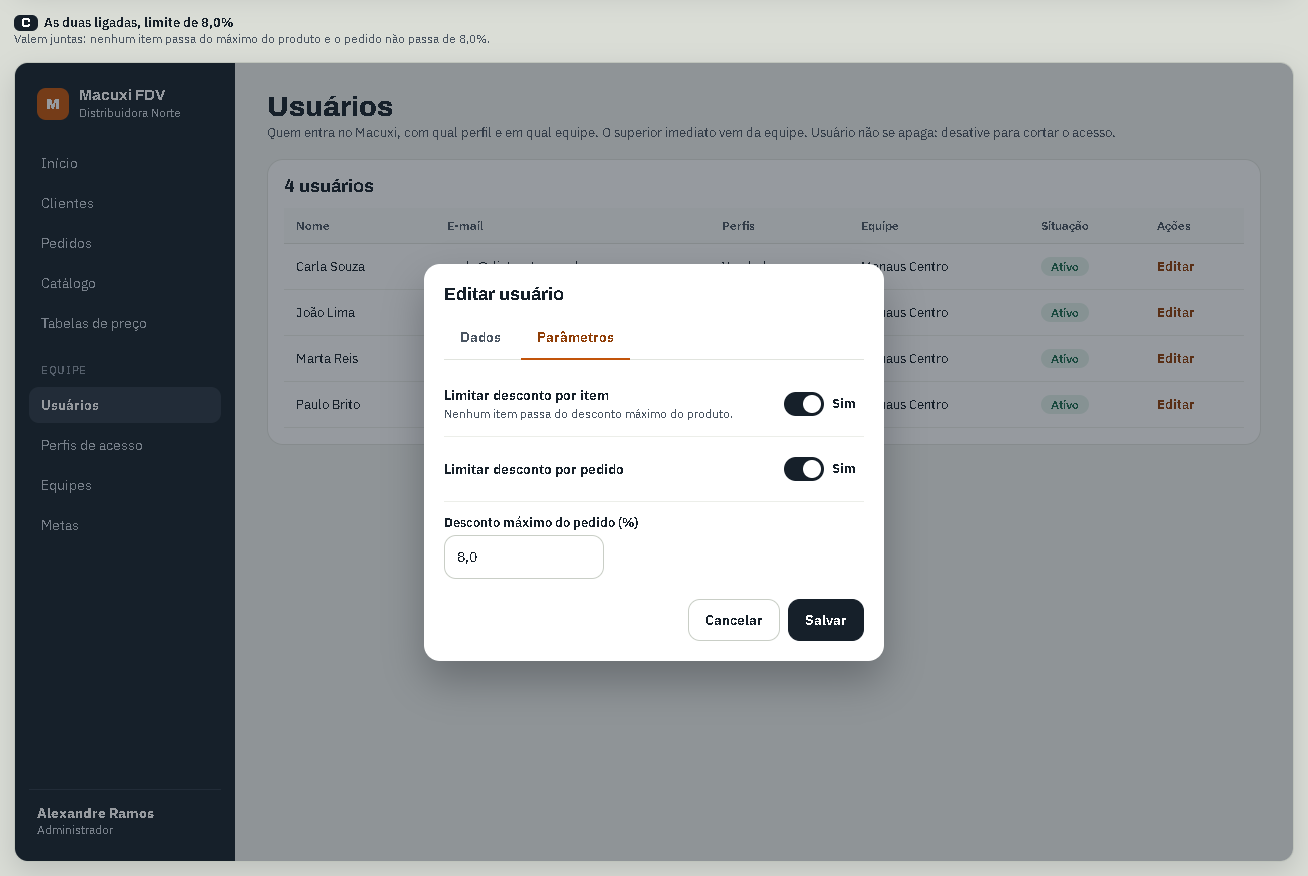 C As duas ligadas, limite de 8,0%
Valem juntas: nenhum item passa do máximo do produto e o pedido não passa de 8,0%.
M
Macuxi FDV
Distribuidora Norte
Início
Clientes
Pedidos
Catálogo
Tabelas de preço
EQUIPE
Usuários
Perfis de acesso
Equipes
Metas
Alexandre Ramos
Administrador
Usuários
Quem entra no Macuxi, com qual perfil e em qual equipe. O superior imediato vem da equipe. Usuário não se apaga: desative para cortar o acesso.
4 usuários
Nome E-mail Perfis Equipe Situação Ações
Carla Souza Manaus Centro Ativo Editar
João Lima Centro Ativo Editar
Marta Reis Centro Ativo Editar
Paulo Brito Centro Ativo Editar
Editar usuário
Dados Parâmetros
Limitar desconto por item
Nenhum item passa do desconto máximo do produto.
Sim
Limitar desconto por pedido
Sim
Desconto máximo do pedido (%)
8,0
Cancelar Salvar